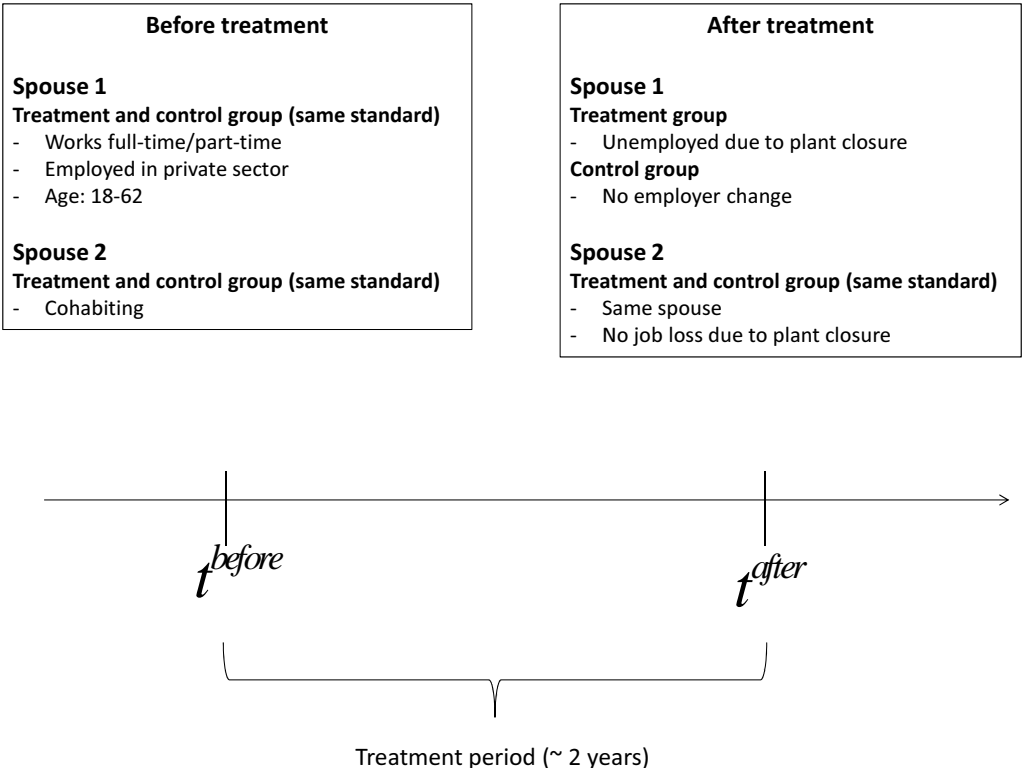 Before treatment
Spouse 1
Treatment and control group (same standard)
- Works full-time/part-time
- Employed in private sector
- Age: 18-62
Spouse 2
Treatment and control group (same standard)
- Cohabiting
After treatment
Spouse 1
Treatment group
- Unemployed due to plant closure
Control group
- No employer change
Spouse 2
Treatment and control group (same standard)
- Same spouse
- No job loss due to plant closure
t^before
t^after
Treatment period (~ 2 years)